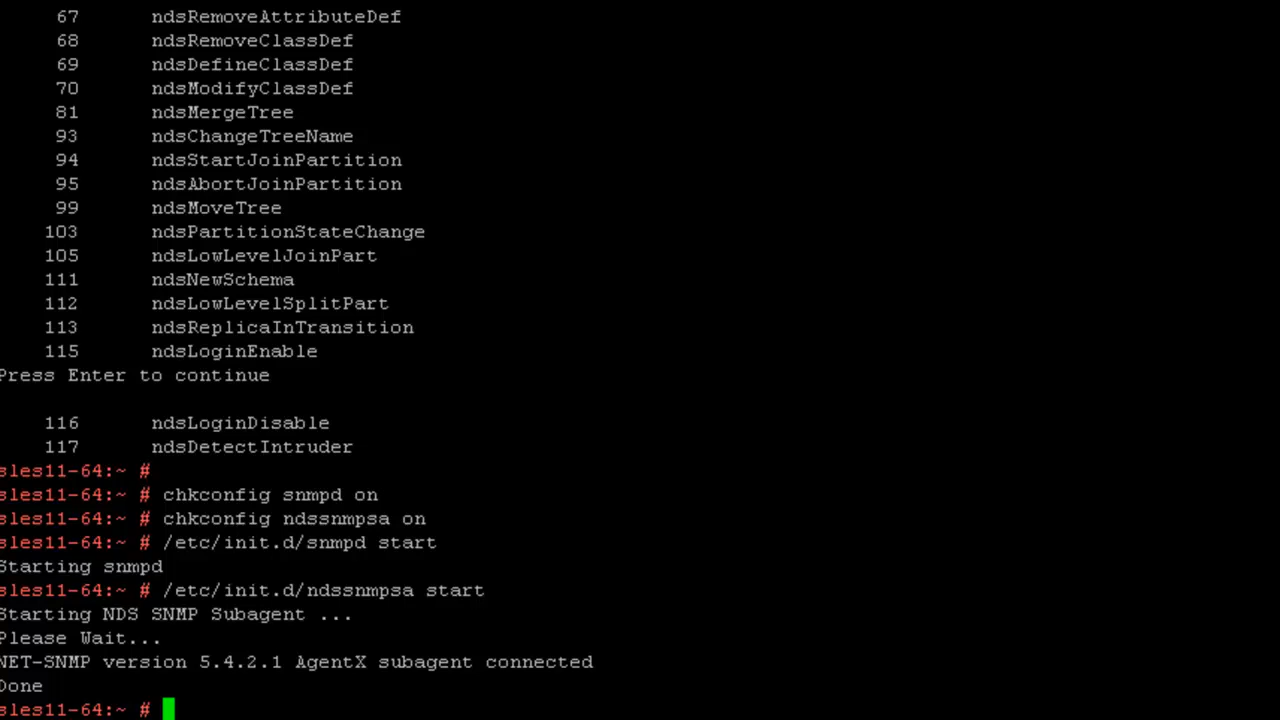 67 ndsRemoveAttributeDef
68 ndsRemoveClassDef
69 ndsDefineClassDef
70 ndsModifyClassDef
81 ndsMergeTree
93 ndsChangeTreeName
94 ndsStartJoinPartition
95 ndsAbortJoinPartition
99 ndsMoveTree
103 ndsPartitionStateChange
105 ndsLowLevelJoinPart
111 ndsNewSchema
112 ndsLowLevelSplitPart
113 ndsReplicaInTransition
115 ndsLoginEnable
Press Enter to continue
116 ndsLoginDisable
117 ndsDetectIntruder
sles11-64:~ #
sles11-64:~ # chkconfig snmpd on
sles11-64:~ # chkconfig ndssnmpsa on
sles11-64:~ # /etc/init.d/snmpd start
Starting snmpd
sles11-64:~ # /etc/init.d/ndssnmpsa start
Starting NDS SNMP Subagent ...
Please Wait...
NET-SNMP version 5.4.2.1 AgentX subagent connected
Done
sles11-64:~ #